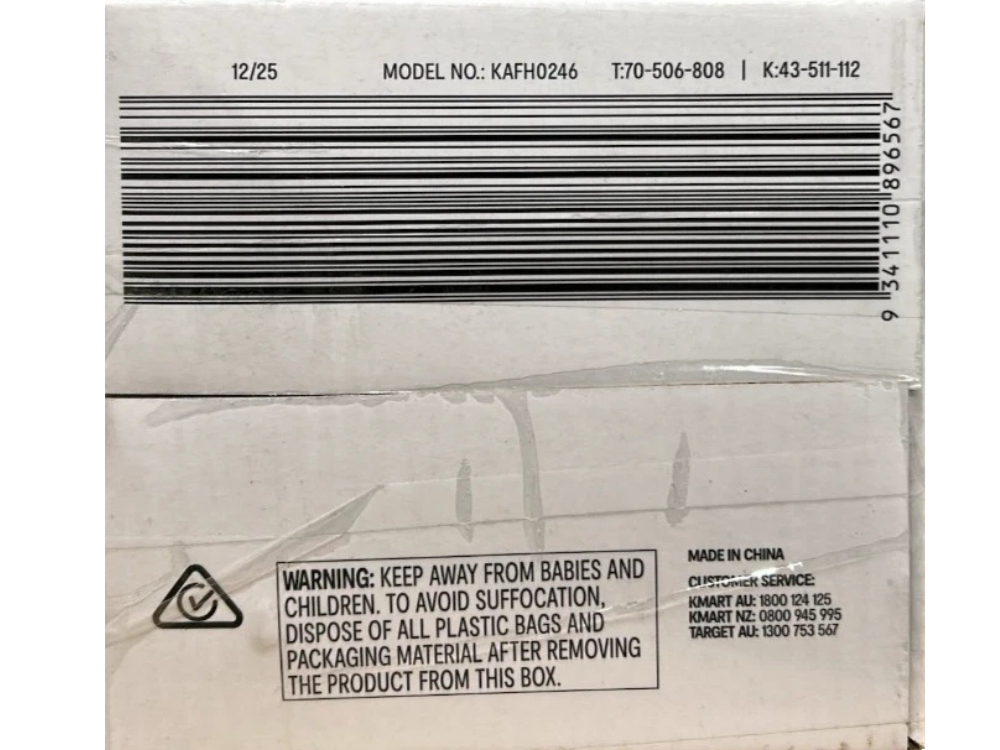 12/25 MODEL NO.: KAFH0246 T:70-506-808 | K:43-511-112
9 341110 896567
WARNING: KEEP AWAY FROM BABIES AND
CHILDREN. TO AVOID SUFFOCATION,
DISPOSE OF ALL PLASTIC BAGS AND
PACKAGING MATERIAL AFTER REMOVING
THE PRODUCT FROM THIS BOX.
MADE IN CHINA
CUSTOMER SERVICE:
KMART AU: 1800 124 125
KMART NZ: 0800 945 995
TARGET AU: 1300 753 567